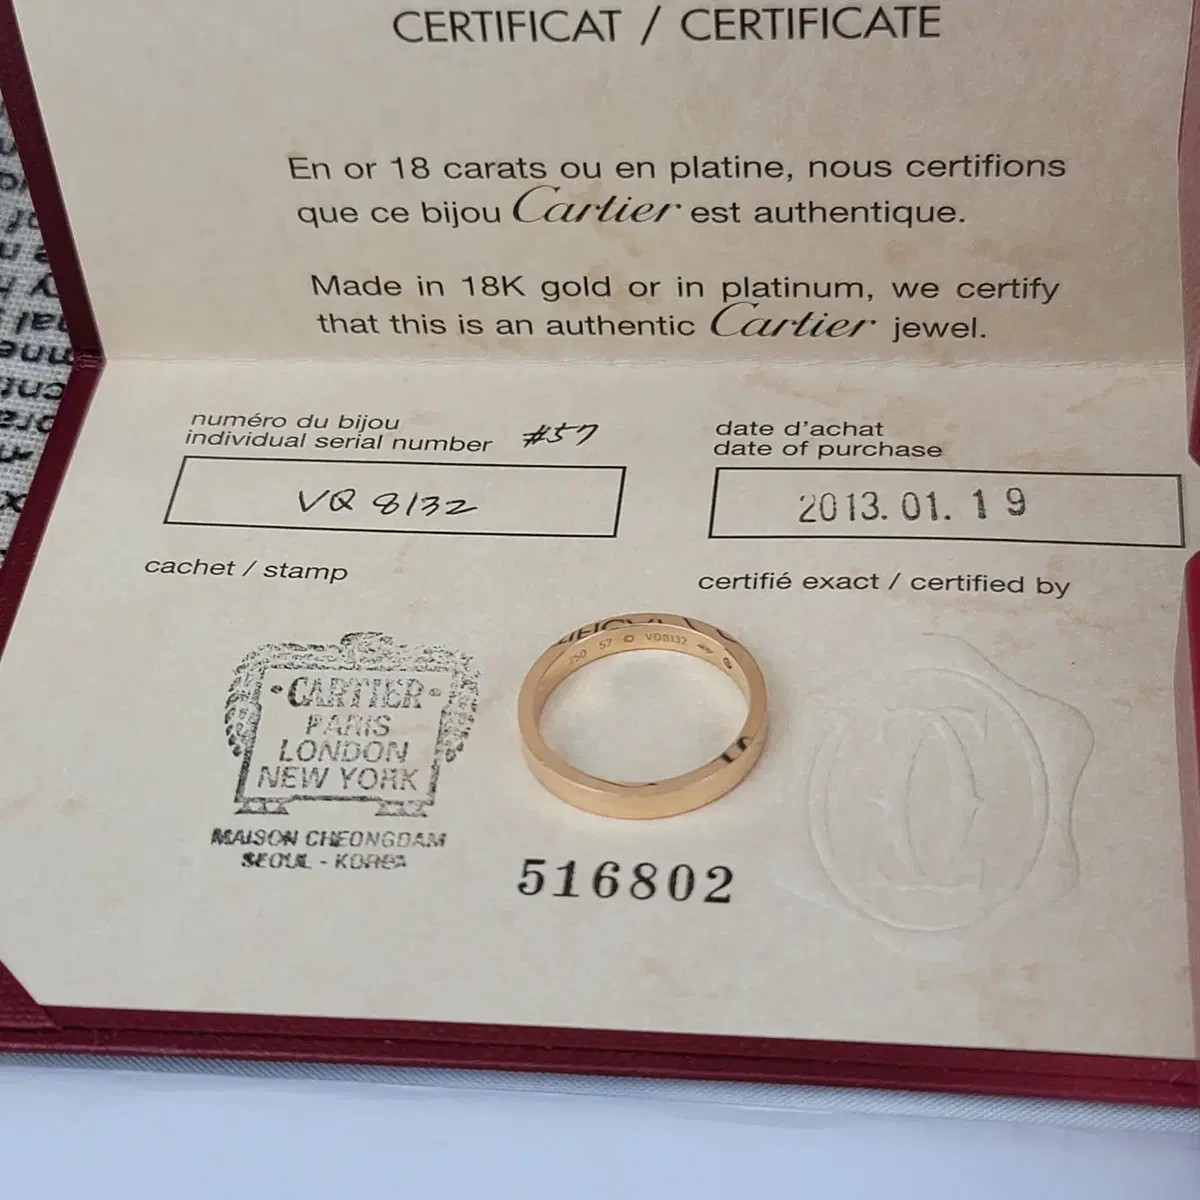 CERTIFICAT / CERTIFICATE
En or 18 carats ou en platine, nous certifions
que ce bijou Cartier est authentique.
Made in 18K gold or in platinum, we certify
that this is an authentic Cartier jewel.
numéro du bijou
individual serial number #57
VQ 8132
date d'achat
date of purchase
2013.01.19
cachet / stamp
certifié exact / certified by
CARTIER
PARIS
LONDON
NEW YORK
MAISON CHEONGDAM
SEOUL - KOREA
750 57 © VQ8132
516802